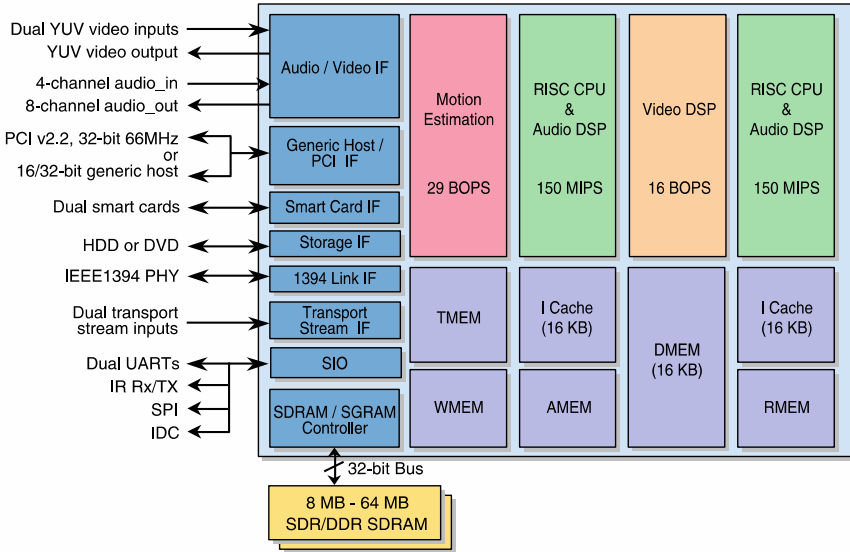 Dual YUV video inputs
YUV video output
4-channel audio_in
8-channel audio_out
PCI v2.2, 32-bit 66MHz
or
16/32-bit generic host
Dual smart cards
HDD or DVD
IEEE1394 PHY
Dual transport
stream inputs
Dual UARTs
IR Rx/TX
SPI
IDC
Audio / Video IF
Generic Host /
PCI IF
Smart Card IF
Storage IF
1394 Link IF
Transport
Stream IF
SIO
SDRAM / SGRAM
Controller
Motion
Estimation
29 BOPS
RISC CPU
&
Audio DSP
150 MIPS
Video DSP
16 BOPS
RISC CPU
&
Audio DSP
150 MIPS
TMEM
I Cache
(16 KB)
DMEM
(16 KB)
I Cache
(16 KB)
WMEM
AMEM
RMEM
32-bit Bus
8 MB - 64 MB
SDR/DDR SDRAM